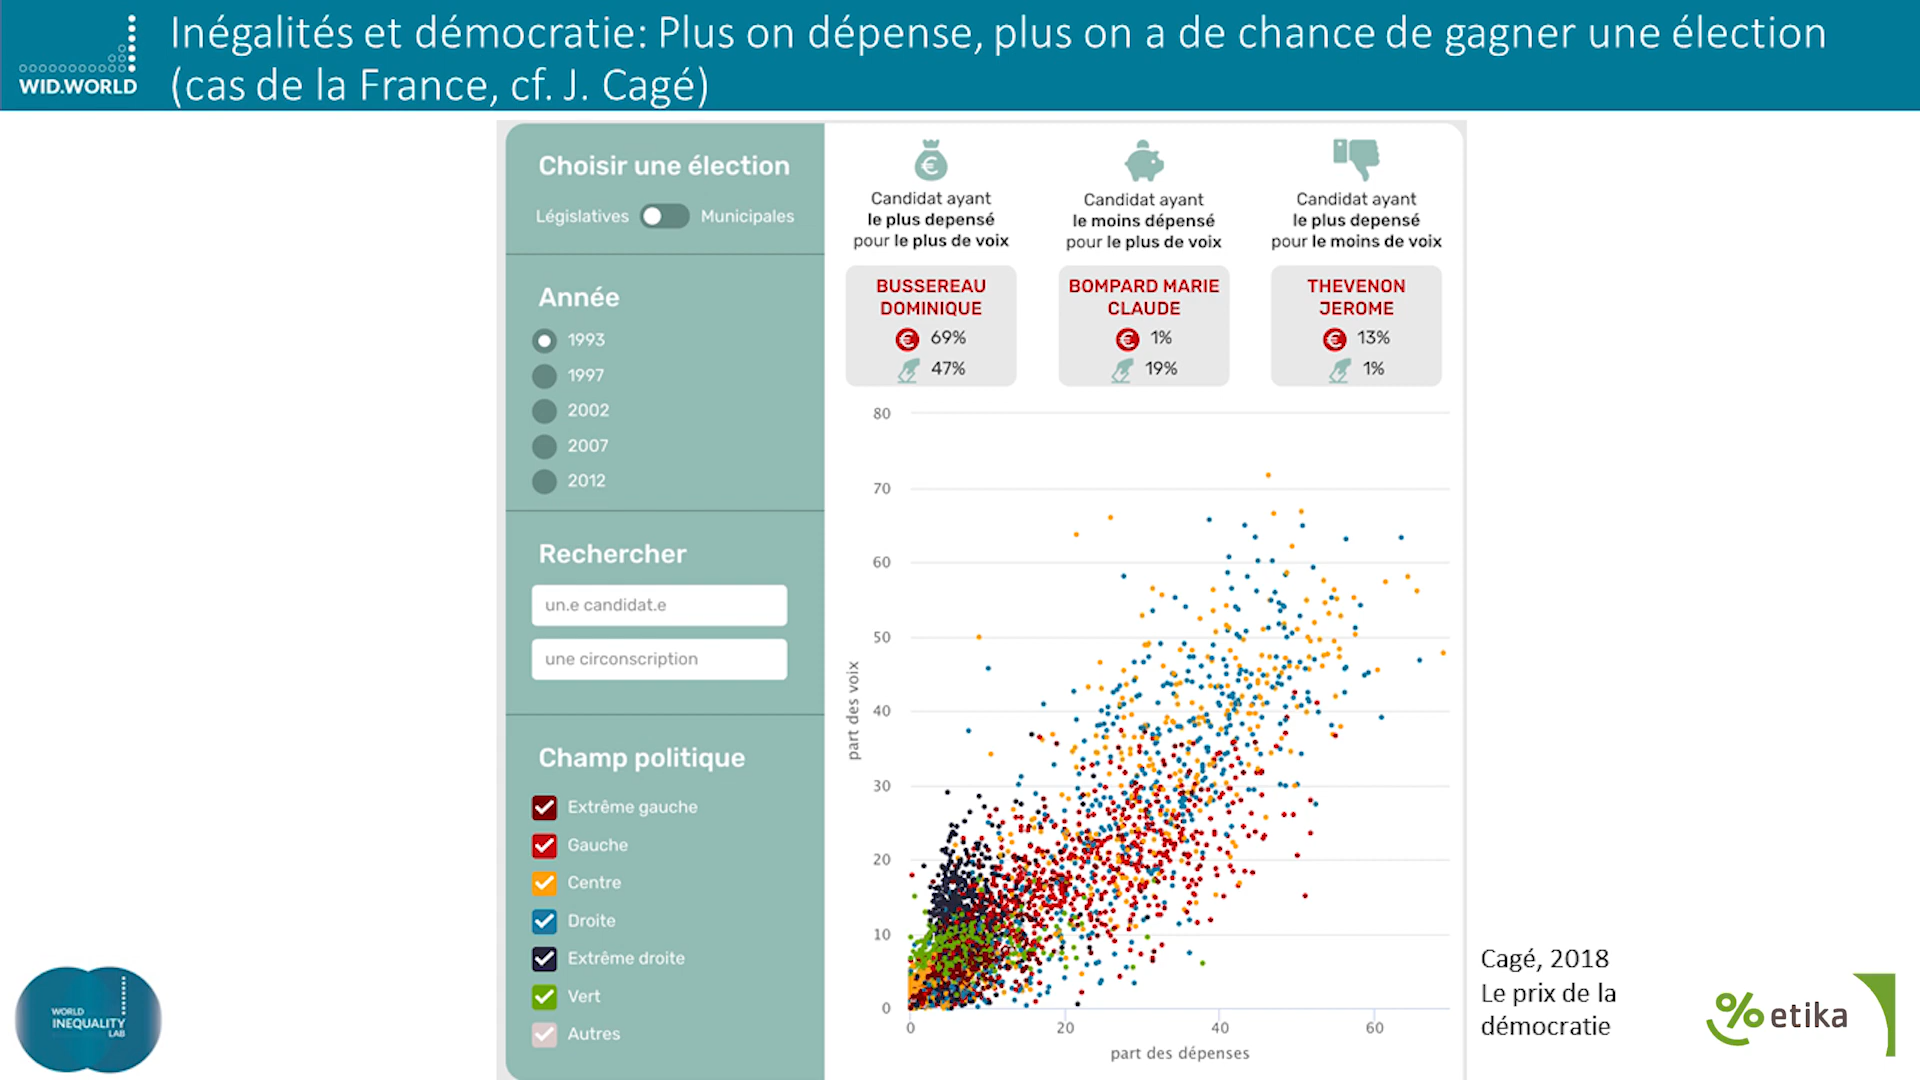 Inégalités et démocratie: Plus on dépense, plus on a de chance de gagner une élection
(cas de la France, cf. J. Cagé)
WID.WORLD
Choisir une élection
Législatives Municipales
Année
1993
1997
2002
2007
2012
Rechercher
un.e candidat.e
une circonscription
Champ politique
Extrême gauche
Gauche
Centre
Droite
Extrême droite
Vert
Autres
Candidat ayant
le plus depensé
pour le plus de voix
BUSSEREAU
DOMINIQUE
69%
47%
Candidat ayant
le moins dépensé
pour le plus de voix
BOMPARD MARIE
CLAUDE
1%
19%
Candidat ayant
le plus depensé
pour le moins de voix
THEVENON
JEROME
13%
1%
80
70
60
50
40
30
20
10
0
part des voix
0 20 40 60
part des dépenses
Cagé, 2018
Le prix de la
démocratie
WORLD
INEQUALITY
LAB
% etika